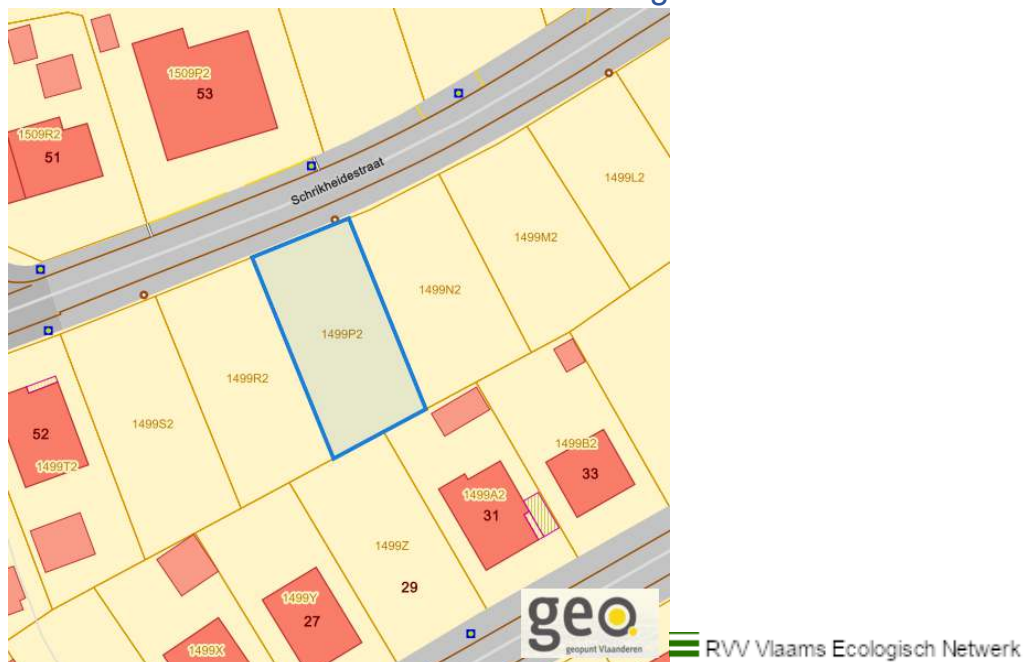 1509P2
53
1509R2
51
Schrikheidestraat
1499L2
1499M2
1499N2
1499P2
1499R2
1499S2
52
1499T2
1499B2
33
1499A2
31
1499Z
29
1499Y
27
1499X
geo.
geopunt Vlaanderen
RVV Vlaams Ecologisch Netwerk